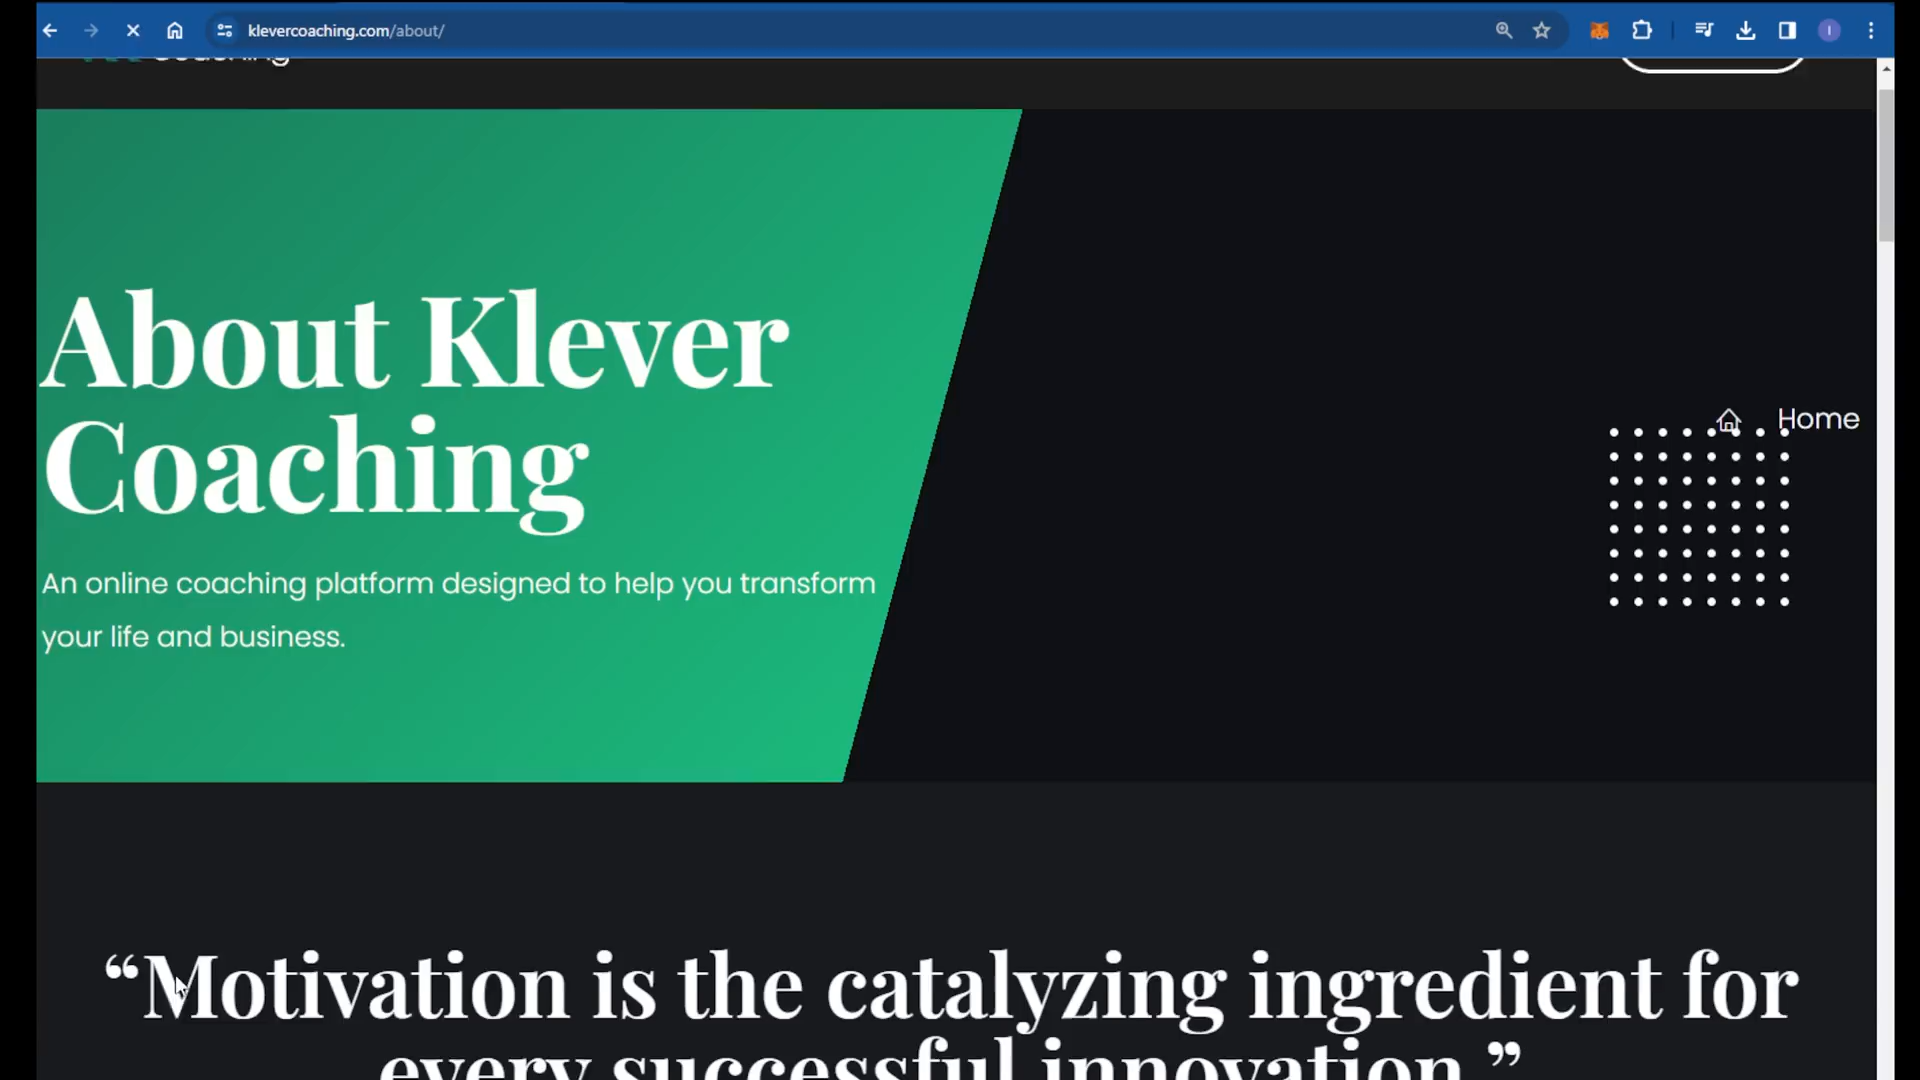 klevercoaching.com/about/
Coaching
About Klever
Coaching
Home
An online coaching platform designed to help you transform
your life and business.
“Motivation is the catalyzing ingredient for
every successful innovation.”